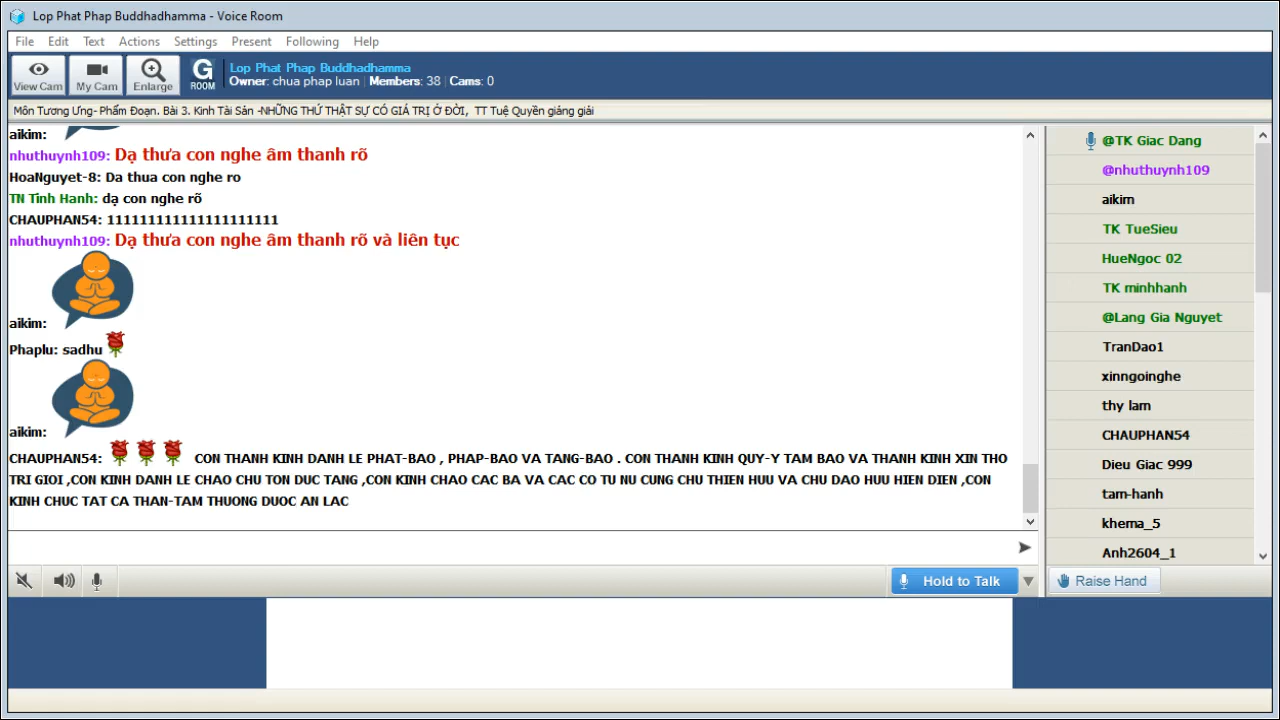 Lop Phat Phap Buddhadhamma - Voice Room
File Edit Text Actions Settings Present Following Help
View Cam My Cam Enlarge G ROOM
Lop Phat Phap Buddhadhamma
Owner: chua phap luan Members: 38 Cams: 0
Môn Tương Ưng- Phẩm Đoạn. Bài 3. Kinh Tài Sản -NHỮNG THỨ THẬT SỰ CÓ GIÁ TRỊ Ở ĐỜI, TT Tuệ Quyền giảng giải
aikim:
nhuthuynh109: Dạ thưa con nghe âm thanh rõ
HoaNguyet-8: Da thua con nghe ro
TN Tinh Hanh: dạ con nghe rõ
CHAUPHAN54: 111111111111111111111
nhuthuynh109: Dạ thưa con nghe âm thanh rõ và liên tục
aikim:
Phaplu: sadhu
aikim:
CHAUPHAN54: CON THANH KINH DANH LE PHAT-BAO , PHAP-BAO VA TANG-BAO . CON THANH KINH QUY-Y TAM BAO VA THANH KINH XIN THO
TRI GIOI ,CON KINH DANH LE CHAO CHU TON DUC TANG ,CON KINH CHAO CAC BA VA CAC CO TU NU CUNG CHU THIEN HUU VA CHU DAO HUU HIEN DIEN ,CON
KINH CHUC TAT CA THAN-TAM THUONG DUOC AN LAC
Hold to Talk
@TK Giac Dang
@nhuthuynh109
aikim
TK TueSieu
HueNgoc 02
TK minhhanh
@Lang Gia Nguyet
TranDao1
xinngoinghe
thy lam
CHAUPHAN54
Dieu Giac 999
tam-hanh
khema_5
Anh2604_1
Raise Hand